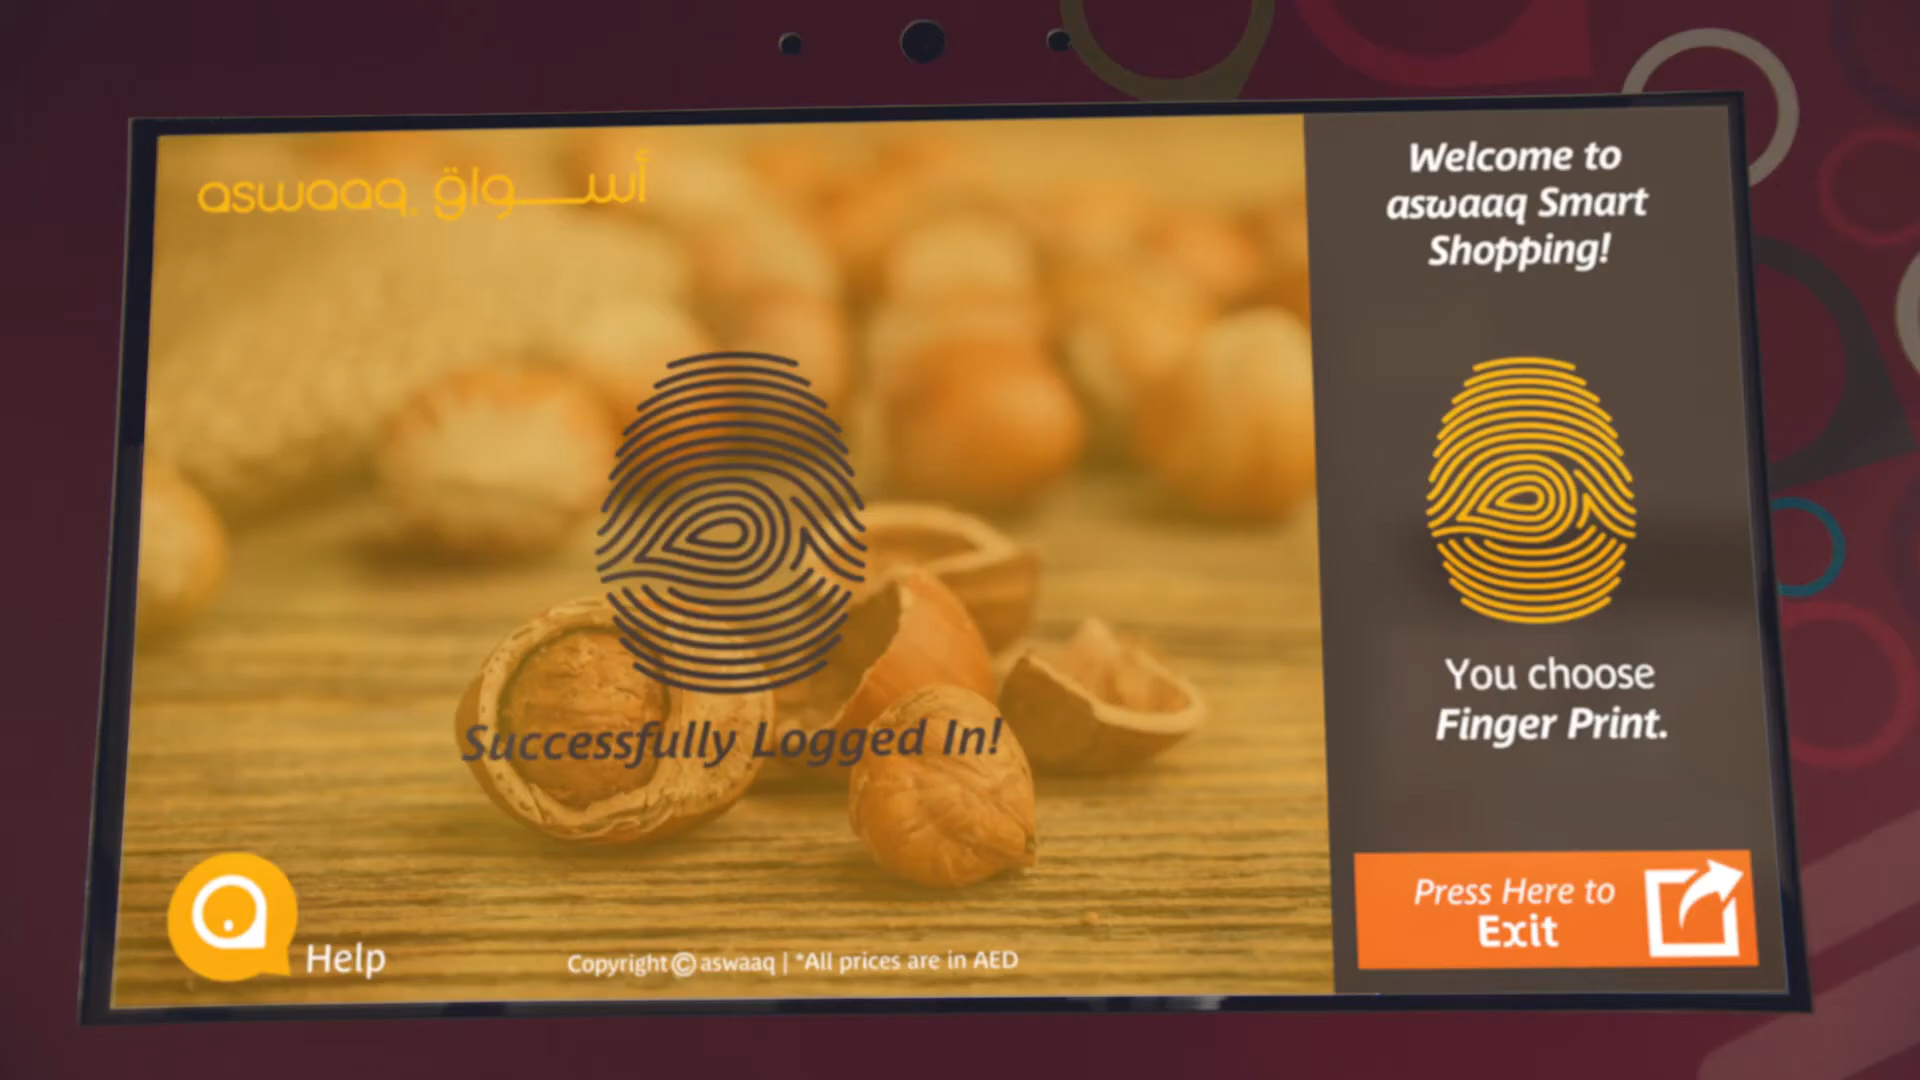 aswaaq أســـواق
Successfully Logged In!
Help
Copyright © aswaaq | *All prices are in AED
Welcome to
aswaaq Smart
Shopping!
You choose
Finger Print.
Press Here to
Exit